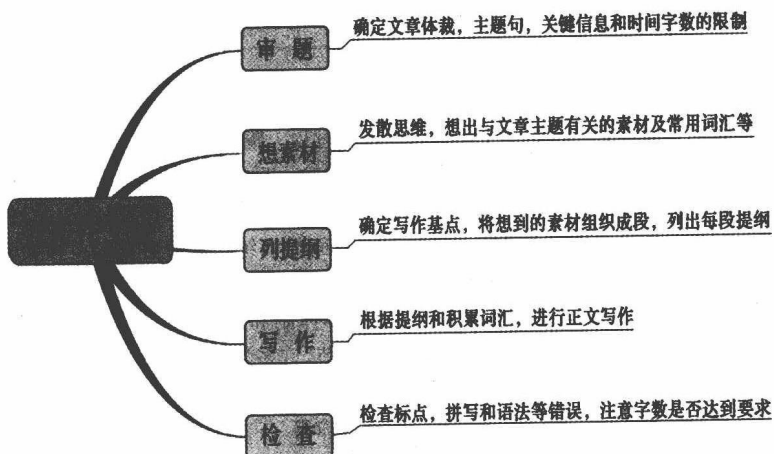 审 题
确定文章体裁，主题句，关键信息和时间字数的限制
想素材
发散思维，想出与文章主题有关的素材及常用词汇等
列提纲
确定写作基点，将想到的素材组织成段，列出每段提纲
写 作
根据提纲和积累词汇，进行正文写作
检 查
检查标点，拼写和语法等错误，注意字数是否达到要求